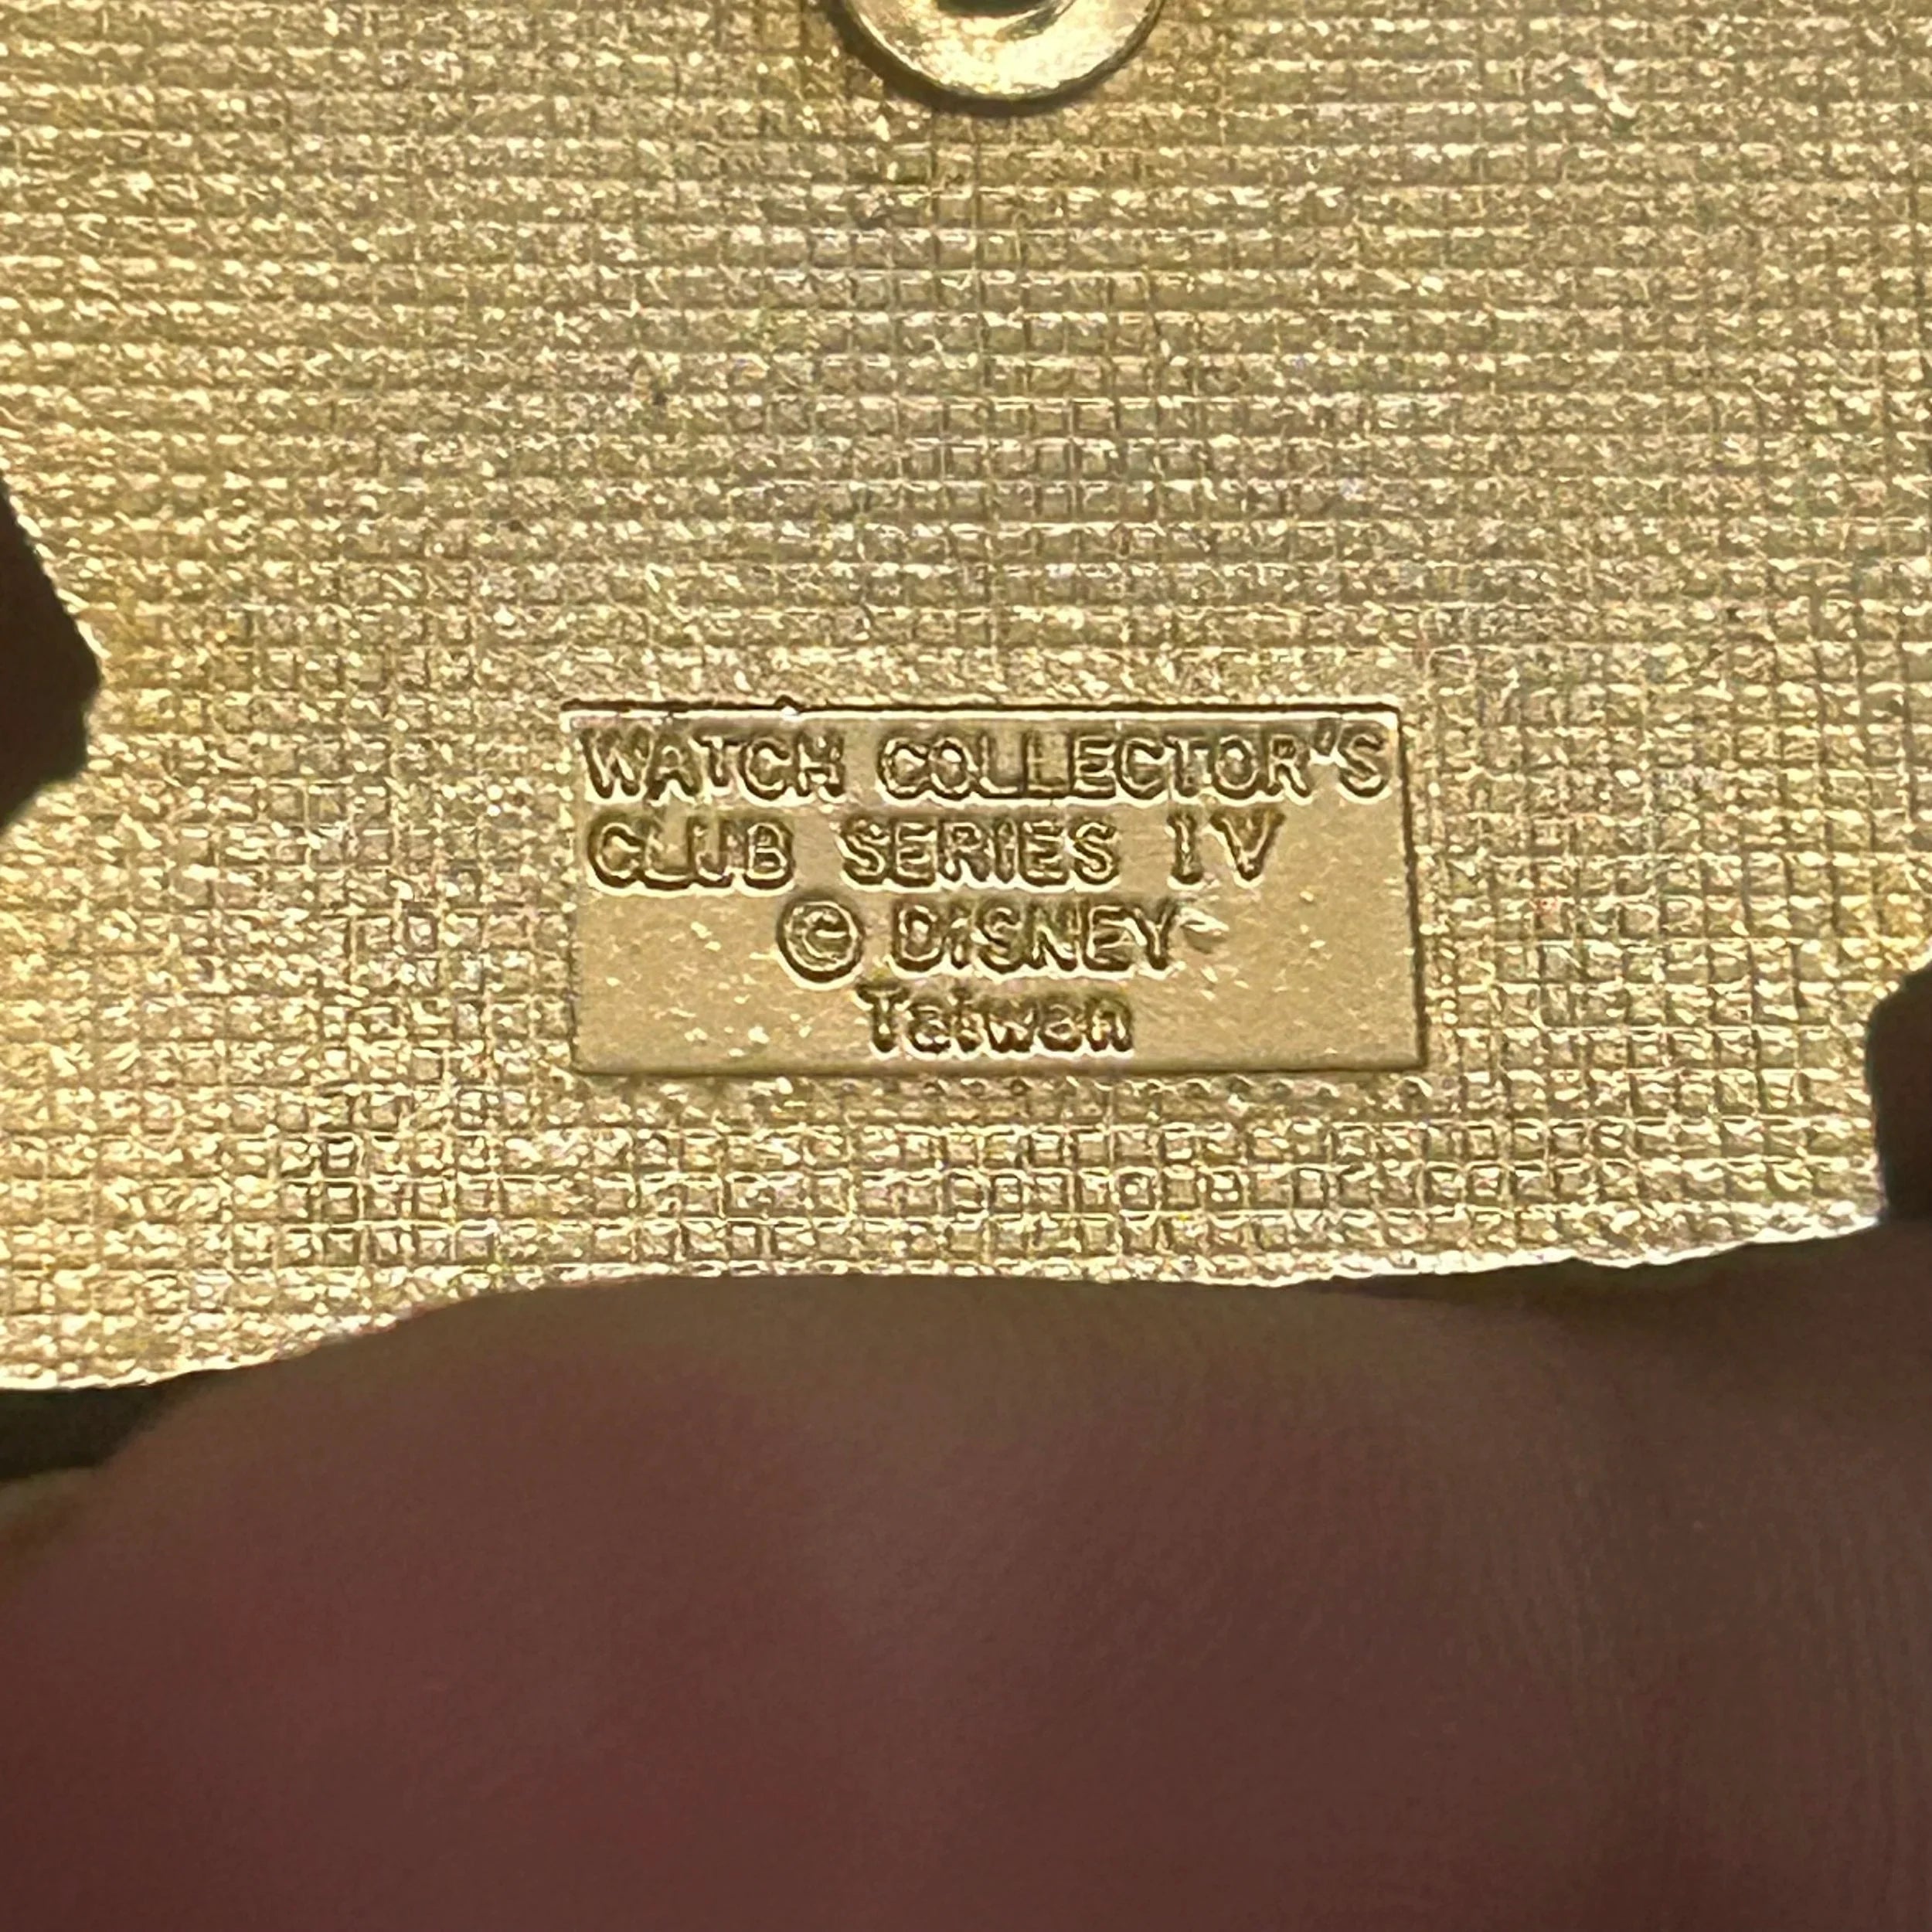 WATCH COLLECTOR'S
CLUB SERIES IV
© DISNEY
Taiwan